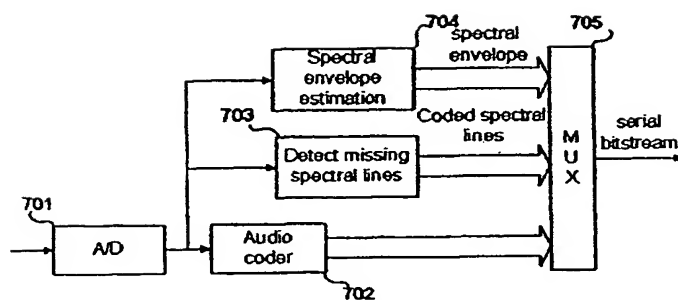 704
Spectral
envelope
estimation
spectral
envelope
705
703
Detect missing
spectral lines
Coded spectral
lines
M
U
X
serial
bitstream
701
A/D
Audio
coder
702